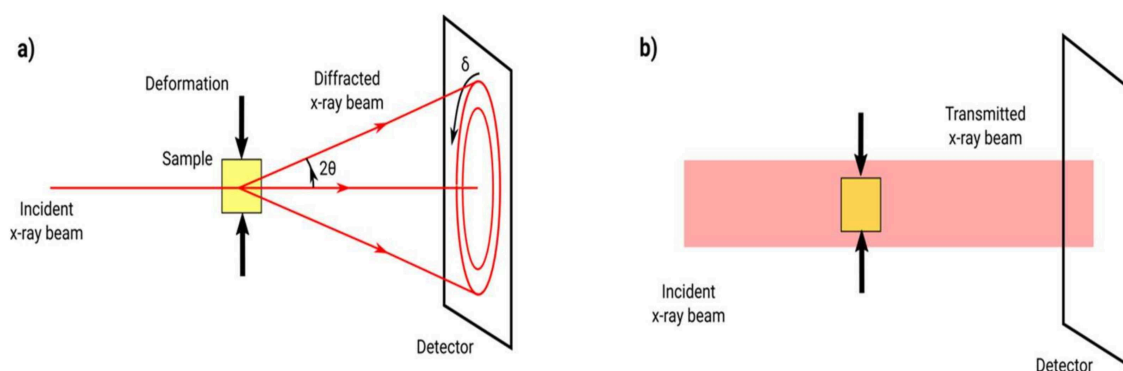 a)
Deformation
Sample
Incident
x-ray beam
Diffracted
x-ray beam
2θ
δ
Detector
b)
Transmitted
x-ray beam
Incident
x-ray beam
Detector